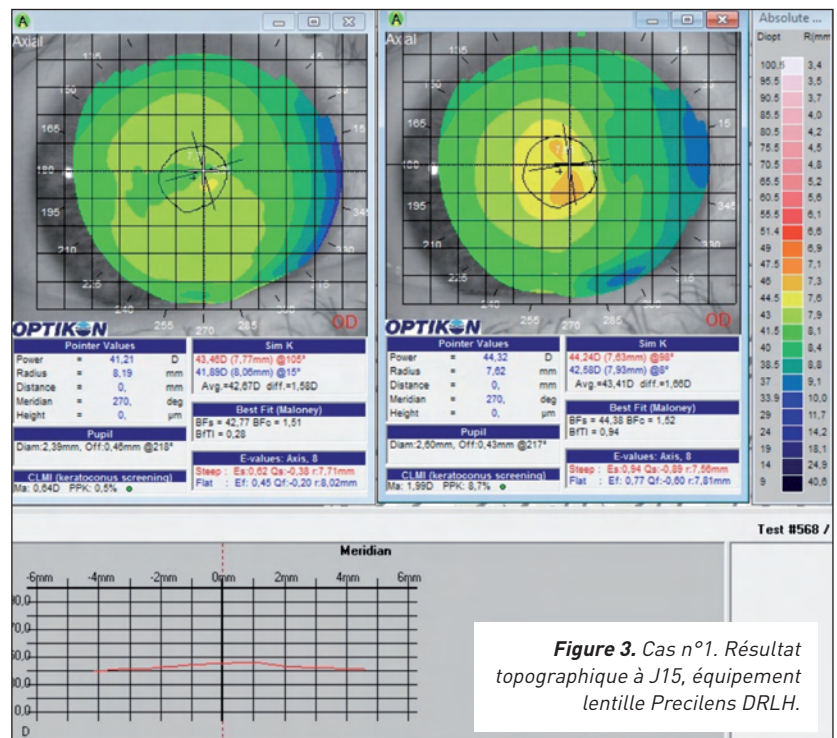 A
A
Absolute ...
Axial
Axial
Diopt R(mm
100.5 3,4
95.5 3,5
90.5 3,7
85.5 4,0
80.5 4,2
75.5 4,5
70.5 4,8
65.5 5,2
60.5 5,6
55.5 6,1
51.4 6,6
49 6,9
47.5 7,1
46 7,3
44.5 7,6
43 7,9
41.5 8,1
40 8,4
38.5 8,8
37 9,1
33.9 10,0
29 11,7
24 14,2
19 18,1
14 24,9
9 40,6
165
180
195
210
225
240
255 270 285
330
OD
165
180
195
210
225
240
255 270 285
330
345
OD
OPTIKON
Pointer Values
Power = 41,21 D
Radius = 8,19 mm
Distance = 0, mm
Meridian = 270, deg
Height = 0, µm
Pupil
Diam:2,39mm, Off:0,46mm @218°
CLMI (keratoconus screening)
Ma: 0,64D PPK: 0,5%
Sim K
43,46D (7,77mm) @105°
41,89D (8,06mm) @15°
Avg.=42,67D diff.=1,58D
Best Fit (Maloney)
BFs = 42,77 BFc = 1,51
BfTI = 0,28
E-values: Axis, 8
Steep : Es:0,62 Qs:-0,38 r:7,71mm
Flat : Ef: 0,45 Qf:-0,20 r:8,02mm
OPTIKON
Pointer Values
Power = 44,32 D
Radius = 7,62 mm
Distance = 0, mm
Meridian = 270, deg
Height = 0, µm
Pupil
Diam:2,60mm, Off:0,43mm @217°
CLMI (keratoconus screening)
Ma: 1,99D PPK: 8,7%
Sim K
44,24D (7,63mm) @98°
42,58D (7,93mm) @8°
Avg.=43,41D diff.=1,66D
Best Fit (Maloney)
BFs = 44,38 BFc = 1,52
BfTI = 0,94
E-values: Axis, 8
Steep : Es:0,94 Qs:-0,89 r:7,56mm
Flat : Ef: 0,77 Qf:-0,60 r:7,81mm
Test #568 /
Meridian
-6mm -4mm -2mm 0mm 2mm 4mm 6mm
D
Figure 3. Cas n°1. Résultat
topographique à J15, équipement
lentille Precilens DRLH.